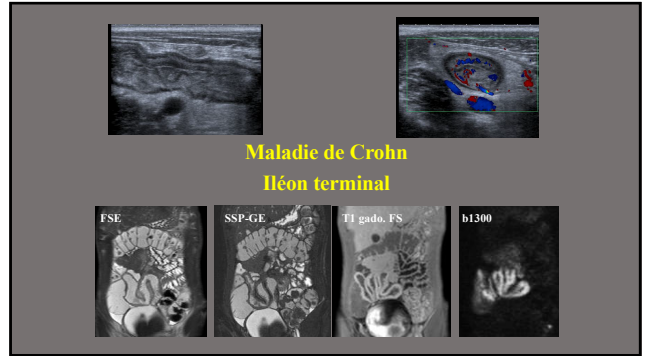 Maladie de Crohn
Iléon terminal
FSE
SSP-GE
T1 gado. FS
b1300